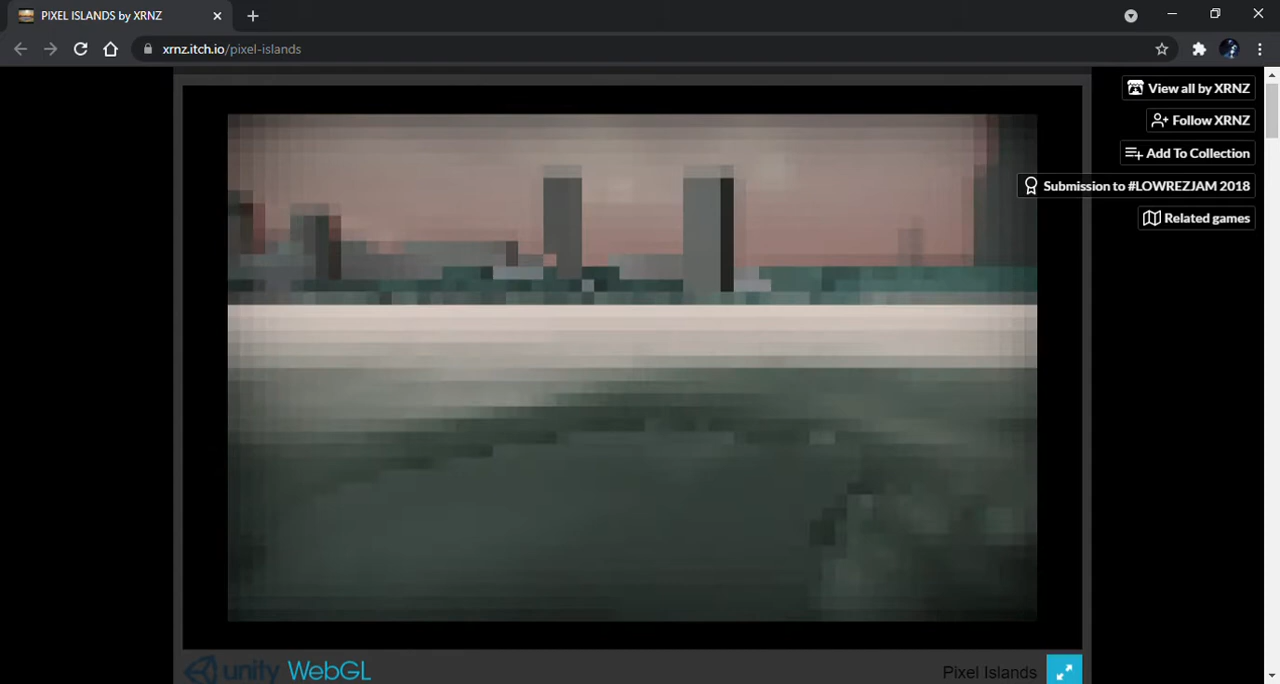 PIXEL ISLANDS by XRNZ
xrnz.itch.io/pixel-islands
View all by XRNZ
Follow XRNZ
Add To Collection
Submission to #LOWREZJAM 2018
Related games
unity WebGL
Pixel Islands